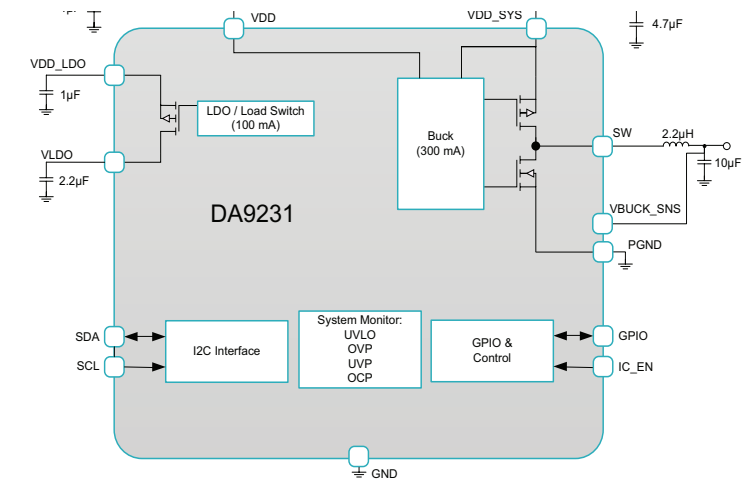 1µF
VDD
VDD_SYS
4.7µF
VDD_LDO
1µF
LDO / Load Switch
(100 mA)
Buck
(300 mA)
SW
2.2µH
10µF
VLDO
2.2µF
DA9231
VBUCK_SNS
PGND
SDA
SCL
I2C Interface
System Monitor:
UVLO
OVP
UVP
OCP
GPIO &
Control
GPIO
IC_EN
GND